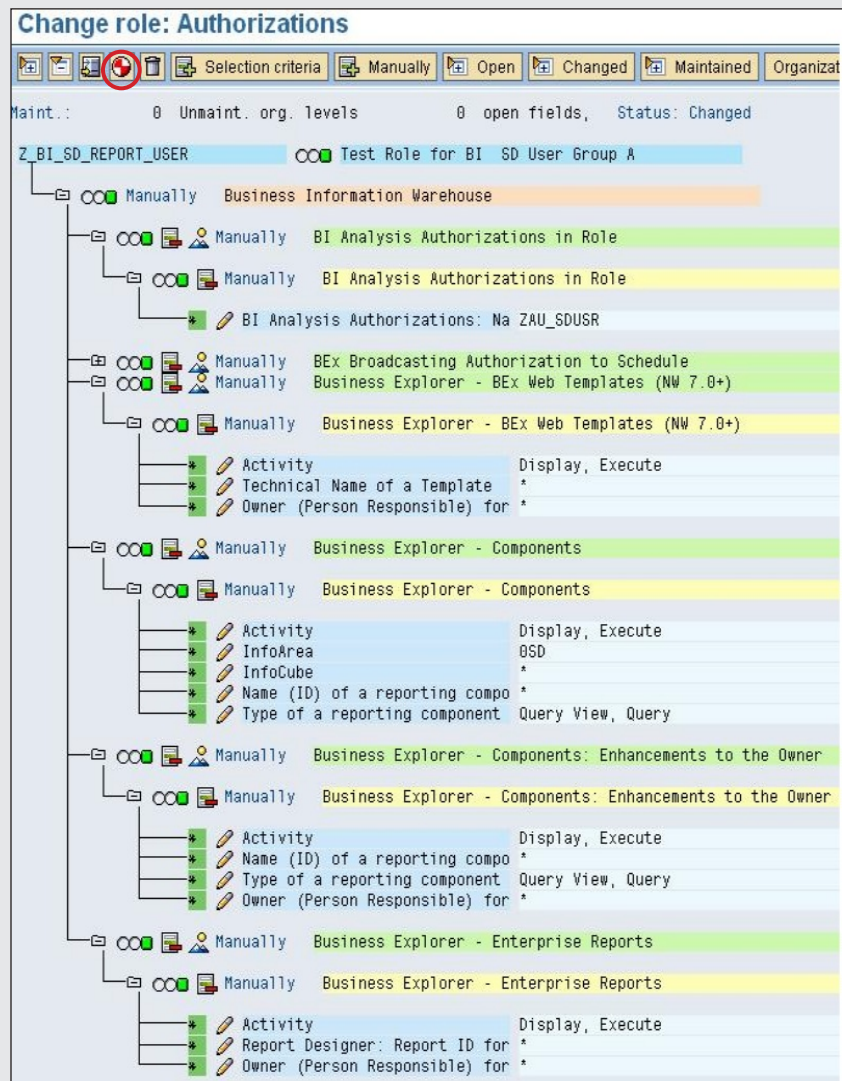 Change role: Authorizations
Selection criteria Manually Open Changed Maintained Organizat
Maint.: 0 Unmaint. org. levels 0 open fields, Status: Changed
Z_BI_SD_REPORT_USER Test Role for BI SD User Group A
Manually Business Information Warehouse
Manually BI Analysis Authorizations in Role
Manually BI Analysis Authorizations in Role
* BI Analysis Authorizations: Na ZAU_SDUSR
Manually BEx Broadcasting Authorization to Schedule
Manually Business Explorer - BEx Web Templates (NW 7.0+)
Manually Business Explorer - BEx Web Templates (NW 7.0+)
* Activity Display, Execute
* Technical Name of a Template *
* Owner (Person Responsible) for *
Manually Business Explorer - Components
Manually Business Explorer - Components
* Activity Display, Execute
* InfoArea 0SD
* InfoCube *
* Name (ID) of a reporting compo *
* Type of a reporting component Query View, Query
Manually Business Explorer - Components: Enhancements to the Owner
Manually Business Explorer - Components: Enhancements to the Owner
* Activity Display, Execute
* Name (ID) of a reporting compo *
* Type of a reporting component Query View, Query
* Owner (Person Responsible) for *
Manually Business Explorer - Enterprise Reports
Manually Business Explorer - Enterprise Reports
* Activity Display, Execute
* Report Designer: Report ID for *
* Owner (Person Responsible) for *